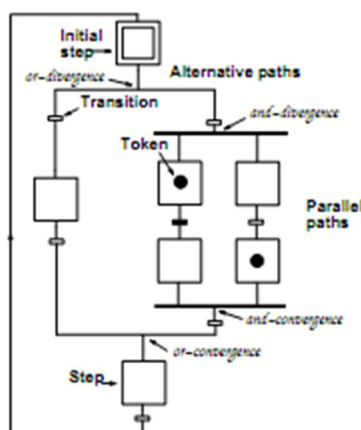 Initial
step
or-divergence
Alternative paths
Transition
and-divergence
Token
Parallel
paths
and-convergence
or-convergence
Step